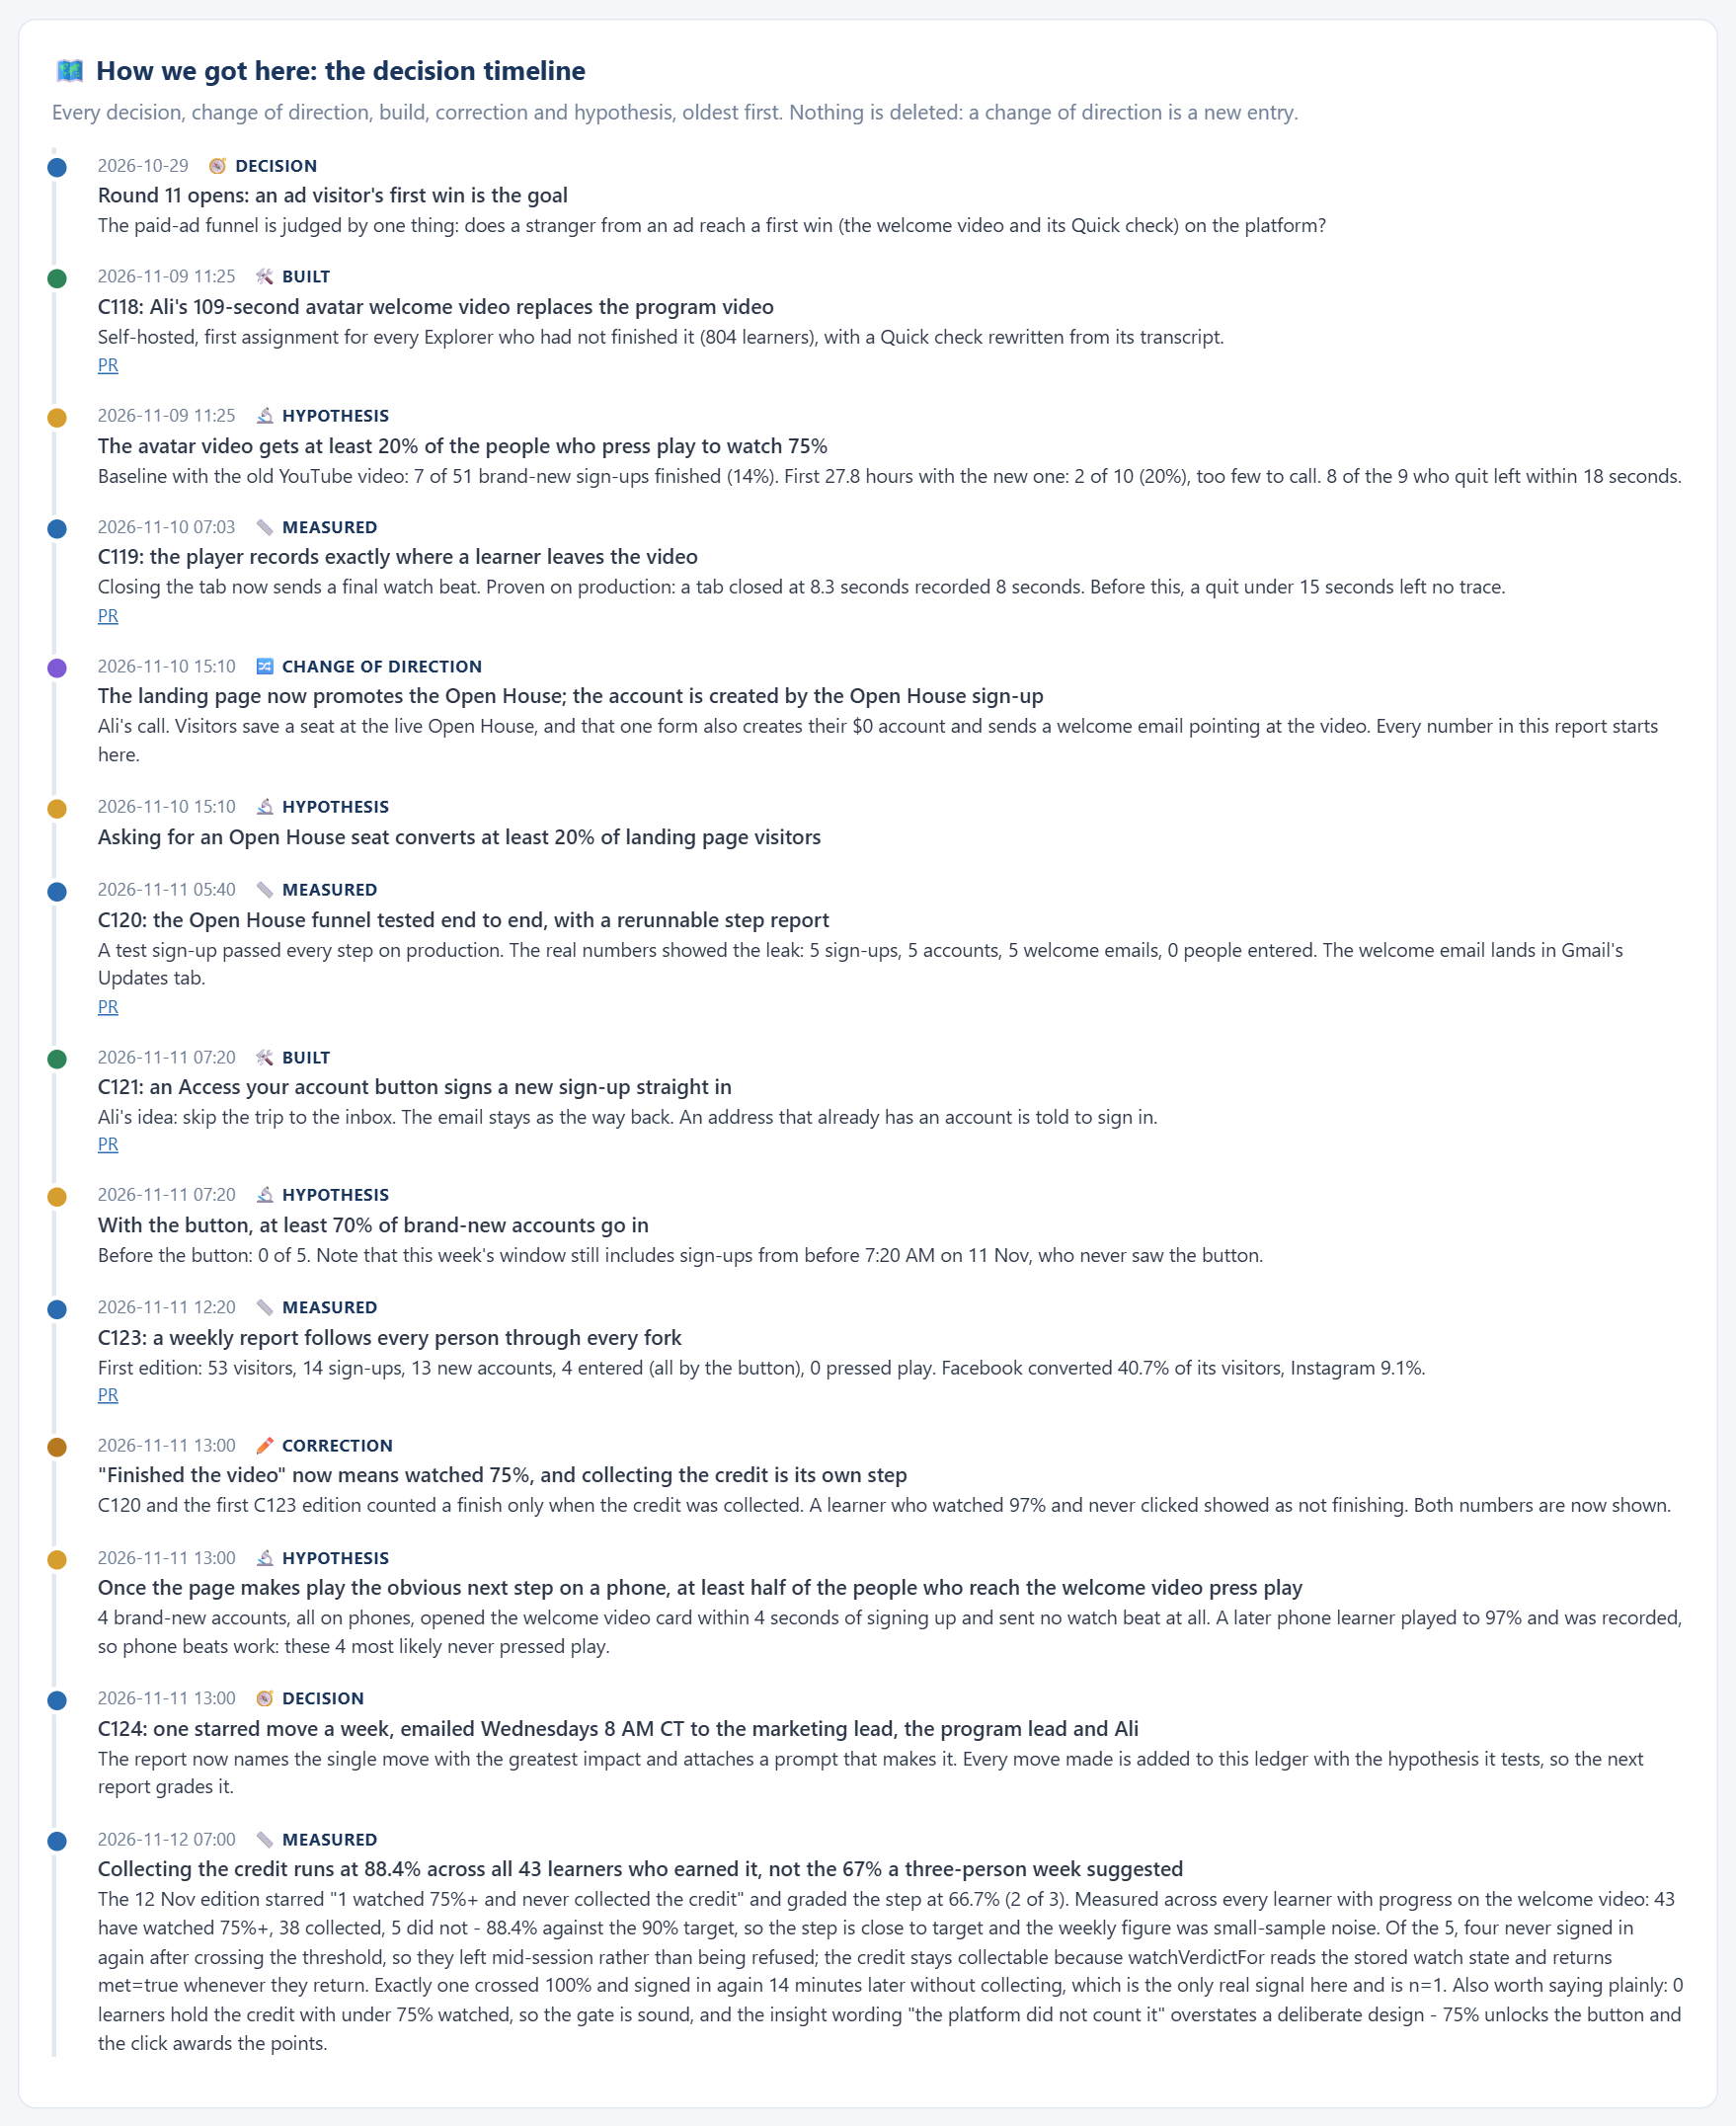 How we got here: the decision timeline
Every decision, change of direction, build, correction and hypothesis, oldest first. Nothing is deleted: a change of direction is a new entry.
2026-10-29 DECISION
Round 11 opens: an ad visitor's first win is the goal
The paid-ad funnel is judged by one thing: does a stranger from an ad reach a first win (the welcome video and its Quick check) on the platform?
2026-11-09 11:25 BUILT
C118: Ali's 109-second avatar welcome video replaces the program video
Self-hosted, first assignment for every Explorer who had not finished it (804 learners), with a Quick check rewritten from its transcript.
PR
2026-11-09 11:25 HYPOTHESIS
The avatar video gets at least 20% of the people who press play to watch 75%
Baseline with the old YouTube video: 7 of 51 brand-new sign-ups finished (14%). First 27.8 hours with the new one: 2 of 10 (20%), too few to call. 8 of the 9 who quit left within 18 seconds.
2026-11-10 07:03 MEASURED
C119: the player records exactly where a learner leaves the video
Closing the tab now sends a final watch beat. Proven on production: a tab closed at 8.3 seconds recorded 8 seconds. Before this, a quit under 15 seconds left no trace.
PR
2026-11-10 15:10 CHANGE OF DIRECTION
The landing page now promotes the Open House; the account is created by the Open House sign-up
Ali's call. Visitors save a seat at the live Open House, and that one form also creates their $0 account and sends a welcome email pointing at the video. Every number in this report starts
here.
2026-11-10 15:10 HYPOTHESIS
Asking for an Open House seat converts at least 20% of landing page visitors
2026-11-11 05:40 MEASURED
C120: the Open House funnel tested end to end, with a rerunnable step report
A test sign-up passed every step on production. The real numbers showed the leak: 5 sign-ups, 5 accounts, 5 welcome emails, 0 people entered. The welcome email lands in Gmail's
Updates tab.
PR
2026-11-11 07:20 BUILT
C121: an Access your account button signs a new sign-up straight in
Ali's idea: skip the trip to the inbox. The email stays as the way back. An address that already has an account is told to sign in.
PR
2026-11-11 07:20 HYPOTHESIS
With the button, at least 70% of brand-new accounts go in
Before the button: 0 of 5. Note that this week's window still includes sign-ups from before 7:20 AM on 11 Nov, who never saw the button.
2026-11-11 12:20 MEASURED
C123: a weekly report follows every person through every fork
First edition: 53 visitors, 14 sign-ups, 13 new accounts, 4 entered (all by the button), 0 pressed play. Facebook converted 40.7% of its visitors, Instagram 9.1%.
PR
2026-11-11 13:00 CORRECTION
"Finished the video" now means watched 75%, and collecting the credit is its own step
C120 and the first C123 edition counted a finish only when the credit was collected. A learner who watched 97% and never clicked showed as not finishing. Both numbers are now shown.
2026-11-11 13:00 HYPOTHESIS
Once the page makes play the obvious next step on a phone, at least half of the people who reach the welcome video press play
4 brand-new accounts, all on phones, opened the welcome video card within 4 seconds of signing up and sent no watch beat at all. A later phone learner played to 97% and was recorded,
so phone beats work: these 4 most likely never pressed play.
2026-11-11 13:00 DECISION
C124: one starred move a week, emailed Wednesdays 8 AM CT to the marketing lead, the program lead and Ali
The report now names the single move with the greatest impact and attaches a prompt that makes it. Every move made is added to this ledger with the hypothesis it tests, so the next
report grades it.
2026-11-12 07:00 MEASURED
Collecting the credit runs at 88.4% across all 43 learners who earned it, not the 67% a three-person week suggested
The 12 Nov edition starred "1 watched 75%+ and never collected the credit" and graded the step at 66.7% (2 of 3). Measured across every learner with progress on the welcome video: 43
have watched 75%+, 38 collected, 5 did not - 88.4% against the 90% target, so the step is close to target and the weekly figure was small-sample noise. Of the 5, four never signed in
again after crossing the threshold, so they left mid-session rather than being refused; the credit stays collectable because watchVerdictFor reads the stored watch state and returns
met=true whenever they return. Exactly one crossed 100% and signed in again 14 minutes later without collecting, which is the only real signal here and is n=1. Also worth saying plainly: 0
learners hold the credit with under 75% watched, so the gate is sound, and the insight wording "the platform did not count it" overstates a deliberate design - 75% unlocks the button and
the click awards the points.